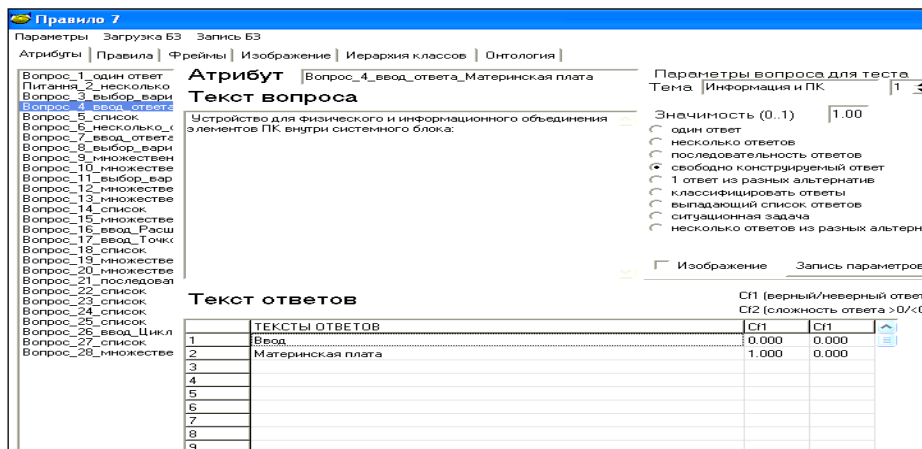 Правило 7
Параметры Загрузка БЗ Запись БЗ
Атрибуты Правила Фреймы Изображение Иерархия классов Онтология
Вопрос_1_один ответ
Питання_2_несколько
Вопрос_3_выбор_вари
Вопрос_4_ввод_ответа
Вопрос_5_список
Вопрос_6_несколько_
Вопрос_7_ввод_ответа
Вопрос_8_выбор_вари
Вопрос_9_множествен
Вопрос_10_множестве
Вопрос_11_выбор_вар
Вопрос_12_множестве
Вопрос_13_множестве
Вопрос_14_список
Вопрос_15_множестве
Вопрос_16_ввод_Расш
Вопрос_17_ввод_Точк
Вопрос_18_список
Вопрос_19_множестве
Вопрос_20_множестве
Вопрос_21_последоват
Вопрос_22_список
Вопрос_23_список
Вопрос_24_список
Вопрос_25_список
Вопрос_26_ввод_Цикл
Вопрос_27_список
Вопрос_28_множестве
Атрибут Вопрос_4_ввод_ответа_Материнская плата
Текст вопроса
Устройство для физического и информационного объединения
элементов ПК внутри системного блока:
Параметры вопроса для теста
Тема Информация и ПК 1
Значимость (0..1) 1.00
один ответ
несколько ответов
последовательность ответов
свободно конструируемый ответ
1 ответ из разных альтернатив
классифицировать ответы
выпадающий список ответов
ситуационная задача
несколько ответов из разных альтерн
Изображение Запись параметров
Текст ответов
Cf1 (верный/неверный ответ
Cf2 (сложность ответа >0/<0
ТЕКСТЫ ОТВЕТОВ Cf1 Cf1
1 Ввод 0.000 0.000
2 Материнская плата 1.000 0.000
3
4
5
6
7
8
9